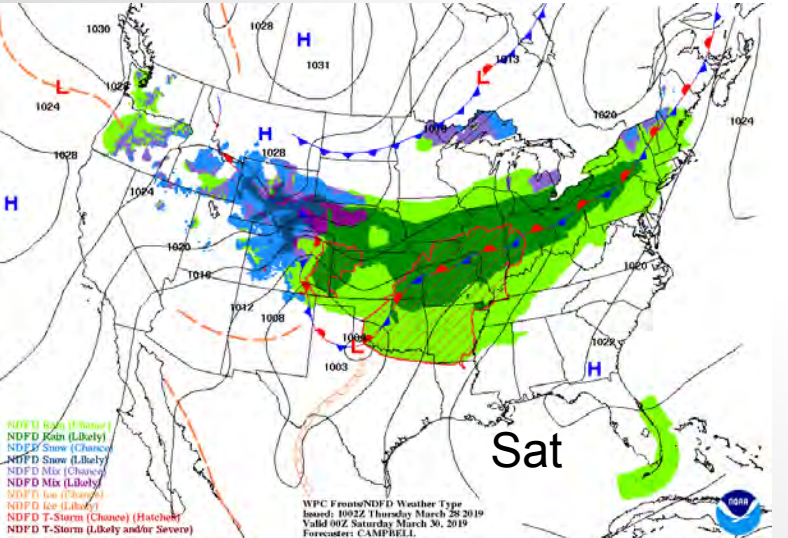 1030
1028
H
1031
L
1013
1024
1028
1016
1020
1024
H
1028
1028
H
1024
1020
1020
1016
1012
1008
1003
L
1022
H
NDFD Rain (Chance)
NDFD Rain (Likely)
NDFD Snow (Chance)
NDFD Snow (Likely)
NDFD Mix (Chance)
NDFD Mix (Likely)
NDFD Ice (Chance)
NDFD Ice (Likely)
NDFD T-Storm (Chance) (Hatched)
NDFD T-Storm (Likely and/or Severe)
Sat
WPC Fronts/NDFD Weather Type
Issued: 1002Z Thursday March 28 2019
Valid 00Z Saturday March 30, 2019
Forecaster: CAMPBELL
NOAA